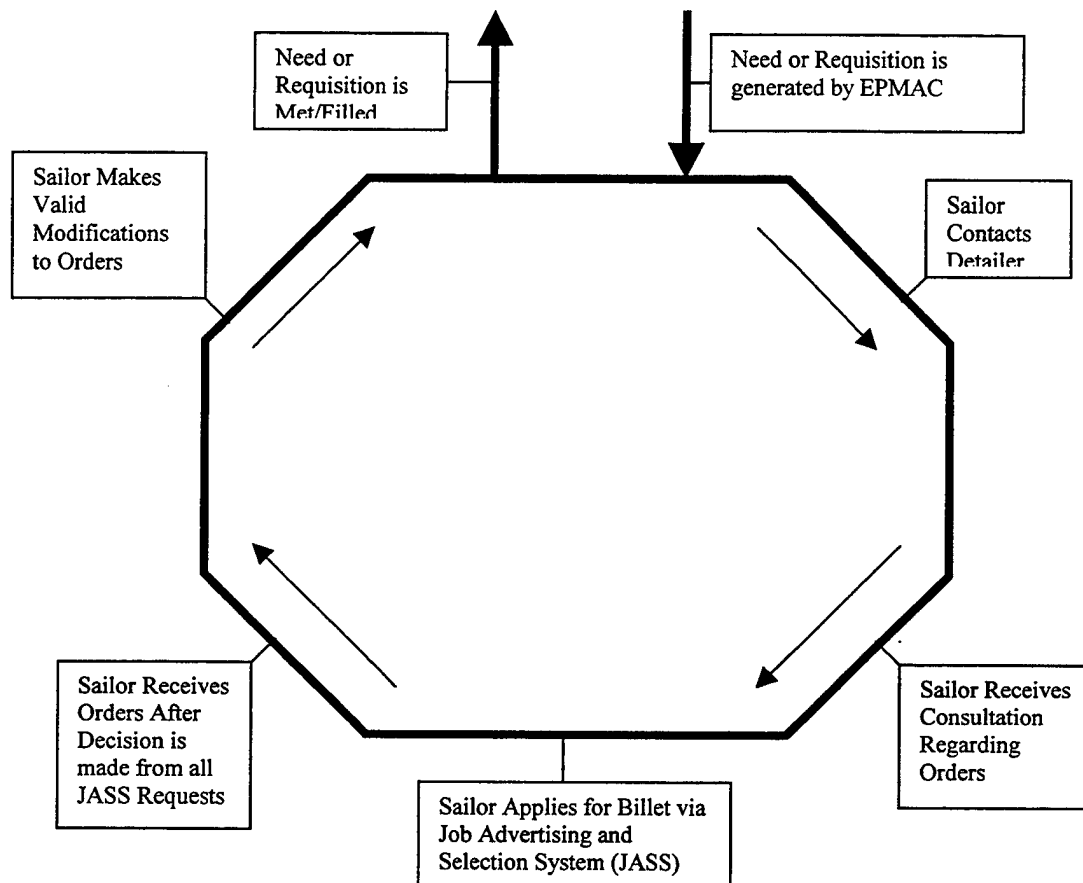 Need or
Requisition is
Met/Filled
Need or Requisition is
generated by EPMAC
Sailor Makes
Valid
Modifications
to Orders
Sailor
Contacts
Detailer
Sailor Receives
Orders After
Decision is
made from all
JASS Requests
Sailor Applies for Billet via
Job Advertising and
Selection System (JASS)
Sailor Receives
Consultation
Regarding
Orders